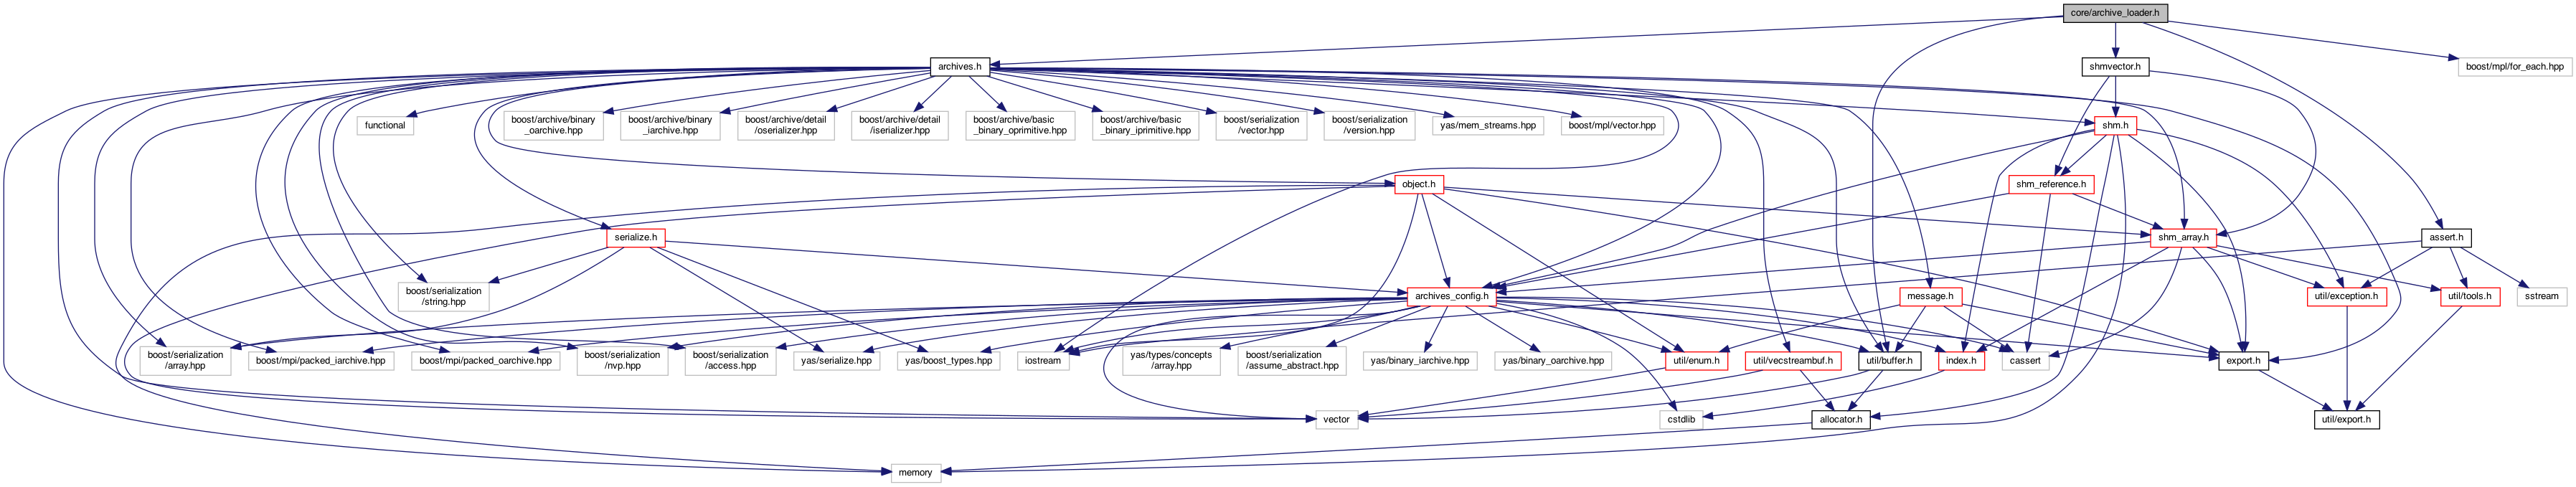 core/archive_loader.h
archives.h
shmvector.h
boost/mpl/for_each.hpp
functional
boost/archive/binary
_oarchive.hpp
boost/archive/binary
_iarchive.hpp
boost/archive/detail
/oserializer.hpp
boost/archive/detail
/iserializer.hpp
boost/archive/basic
_binary_oprimitive.hpp
boost/archive/basic
_binary_iprimitive.hpp
boost/serialization
/vector.hpp
boost/serialization
/version.hpp
yas/mem_streams.hpp
boost/mpl/vector.hpp
shm.h
object.h
shm_reference.h
serialize.h
shm_array.h
assert.h
boost/serialization
/string.hpp
archives_config.h
message.h
util/exception.h
util/tools.h
sstream
boost/serialization
/array.hpp
boost/mpi/packed_iarchive.hpp
boost/mpi/packed_oarchive.hpp
boost/serialization
/nvp.hpp
boost/serialization
/access.hpp
yas/serialize.hpp
yas/boost_types.hpp
iostream
yas/types/concepts
/array.hpp
boost/serialization
/assume_abstract.hpp
yas/binary_iarchive.hpp
yas/binary_oarchive.hpp
util/enum.h
util/vecstreambuf.h
util/buffer.h
index.h
cassert
export.h
vector
cstdlib
allocator.h
util/export.h
memory